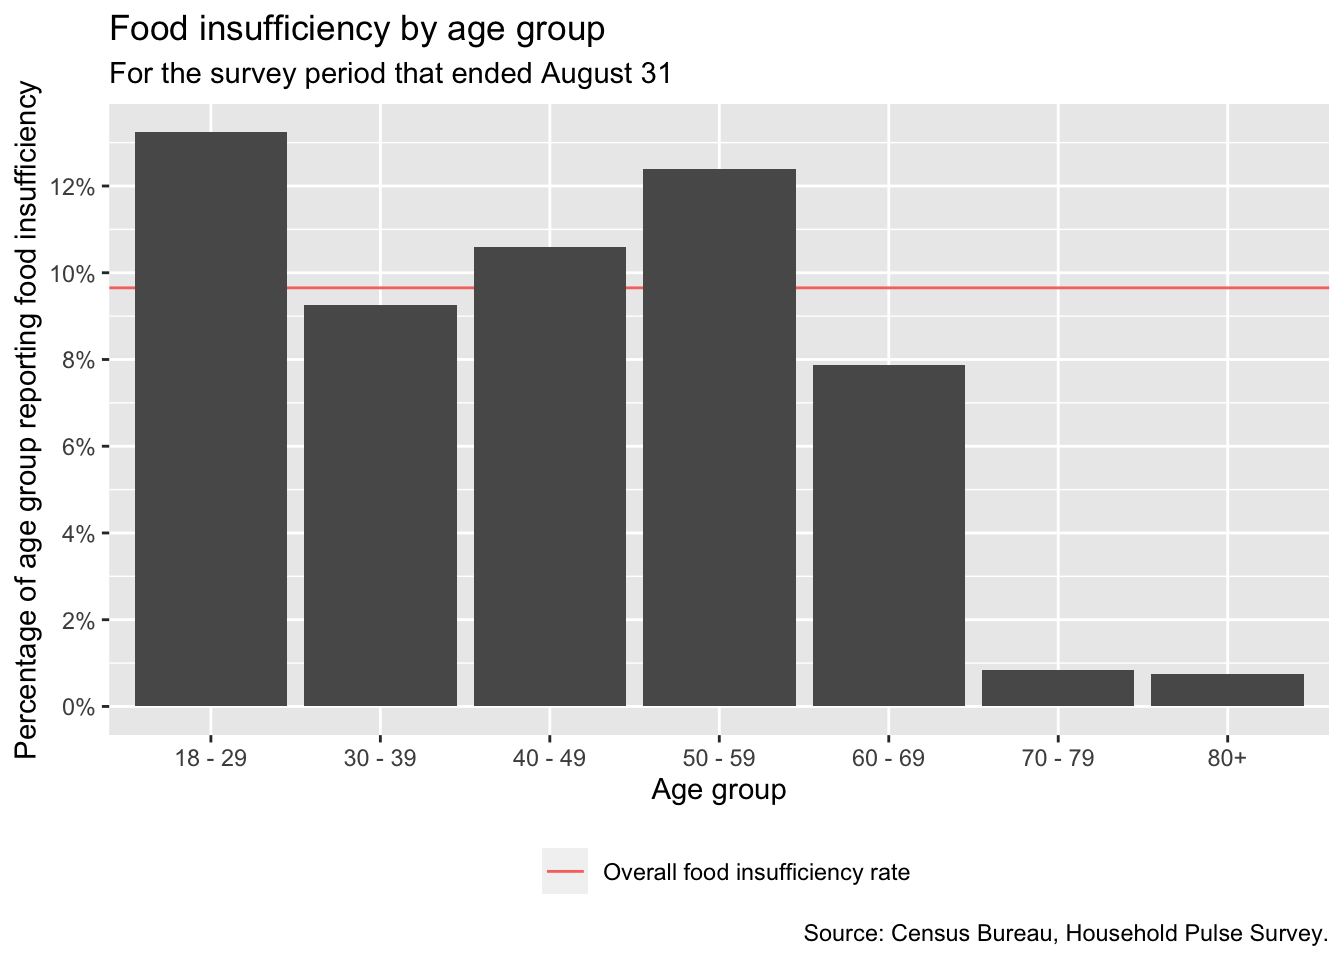 Food insufficiency by age group
For the survey period that ended August 31
Percentage of age group reporting food insufficiency
12%
10%
8%
6%
4%
2%
0%
18 - 29
30 - 39
40 - 49
50 - 59
60 - 69
70 - 79
80+
Age group
Overall food insufficiency rate
Source: Census Bureau, Household Pulse Survey.